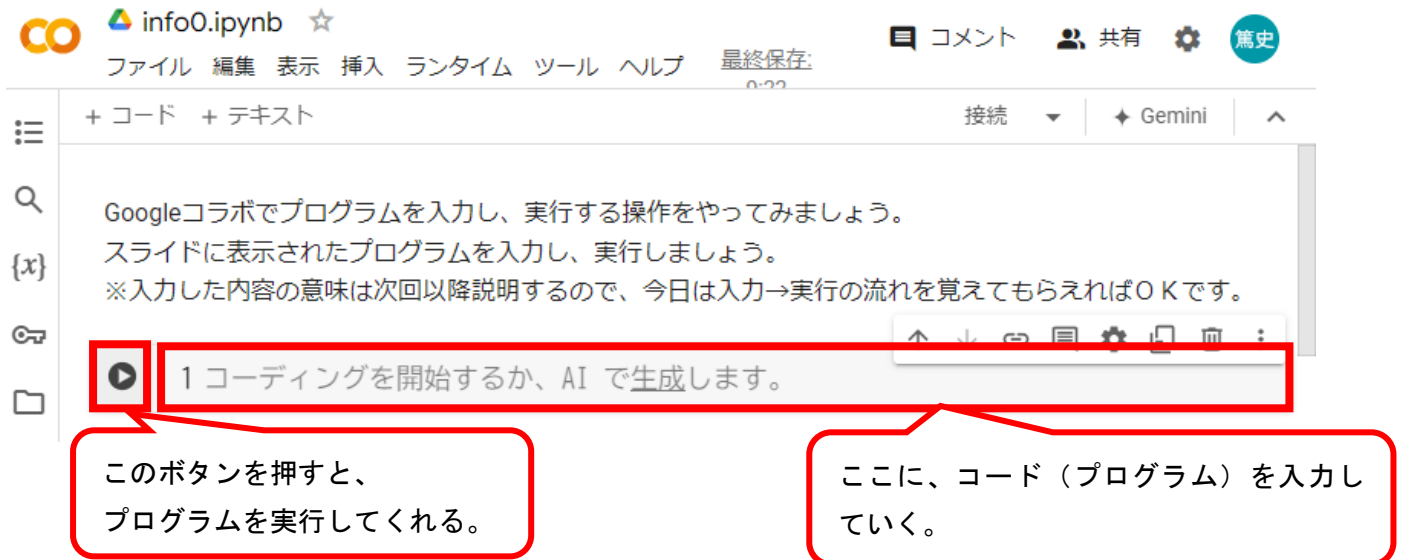 info0.ipynb
コメント 共有 篤史
ファイル 編集 表示 挿入 ランタイム ツール ヘルプ 最終保存:
+ コード + テキスト 接続 Gemini
Googleコラボでプログラムを入力し、実行する操作をやってみましょう。
スライドに表示されたプログラムを入力し、実行しましょう。
{x}
※入力した内容の意味は次回以降説明するので、今日は入力→実行の流れを覚えてもらえればＯＫです。
1 コーディングを開始するか、AI で生成します。
このボタンを押すと、
プログラムを実行してくれる。
ここに、コード（プログラム）を入力し
ていく。